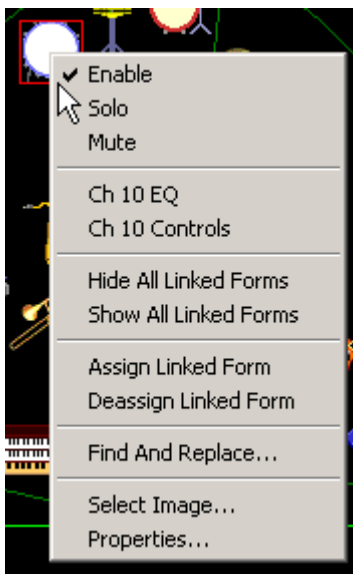 Enable
Solo
Mute
Ch 10 EQ
Ch 10 Controls
Hide All Linked Forms
Show All Linked Forms
Assign Linked Form
Deassign Linked Form
Find And Replace...
Select Image...
Properties...